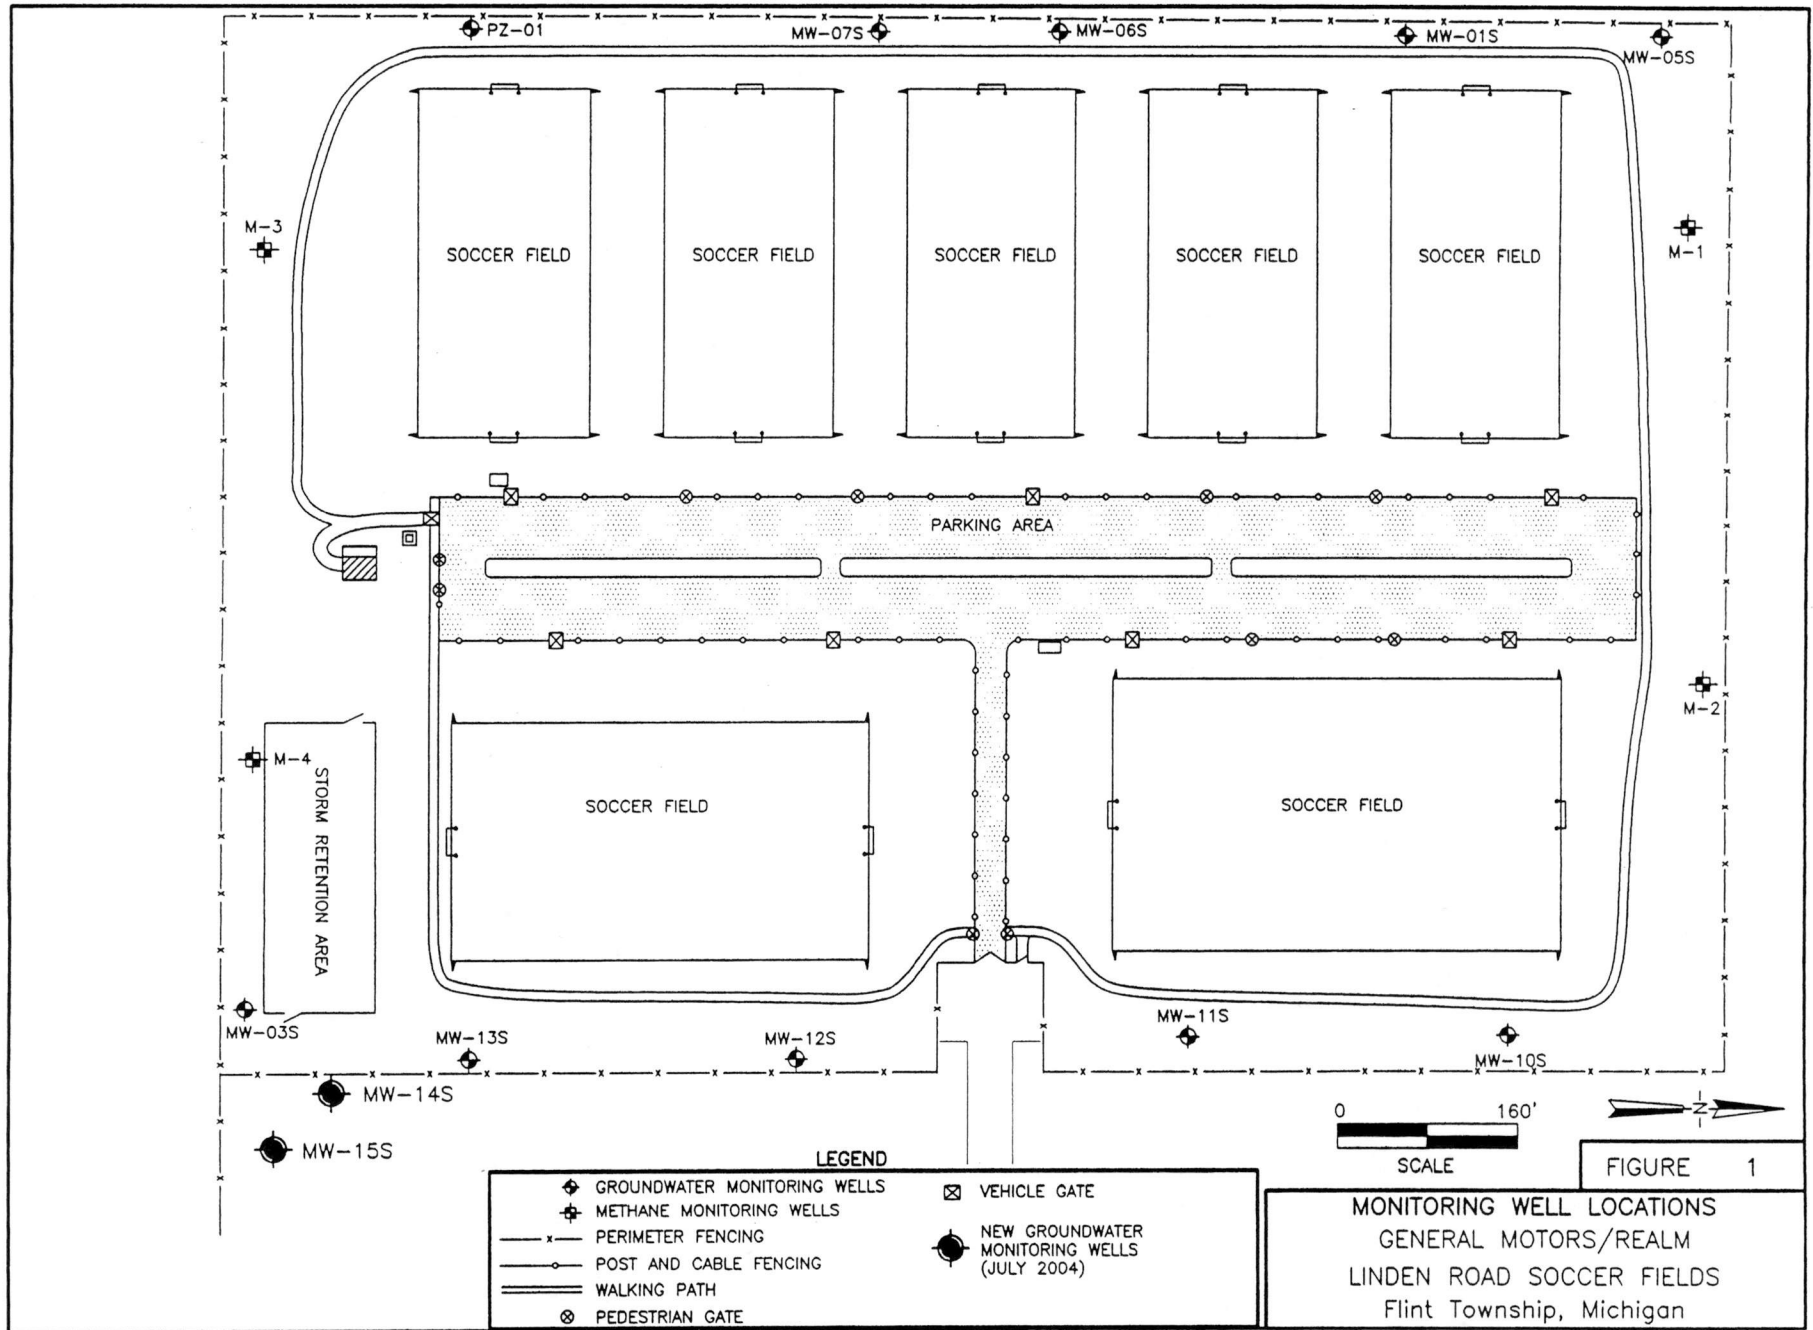 PZ-01
MW-07S
MW-06S
MW-01S
MW-05S
M-3
M-1
SOCCER FIELD
SOCCER FIELD
SOCCER FIELD
SOCCER FIELD
SOCCER FIELD
PARKING AREA
M-2
M-4
STORM RETENTION AREA
SOCCER FIELD
SOCCER FIELD
MW-03S
MW-13S
MW-12S
MW-11S
MW-10S
MW-14S
MW-15S
0 160'
SCALE
N
LEGEND
GROUNDWATER MONITORING WELLS
METHANE MONITORING WELLS
PERIMETER FENCING
POST AND CABLE FENCING
WALKING PATH
PEDESTRIAN GATE
VEHICLE GATE
NEW GROUNDWATER
MONITORING WELLS
(JULY 2004)
FIGURE 1
MONITORING WELL LOCATIONS
GENERAL MOTORS/REALM
LINDEN ROAD SOCCER FIELDS
Flint Township, Michigan